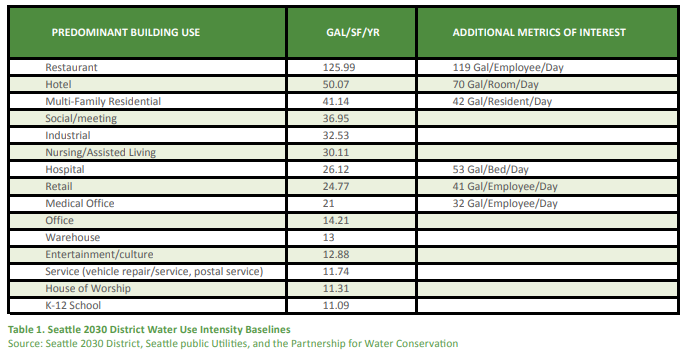 PREDOMINANT BUILDING USE GAL/SF/YR ADDITIONAL METRICS OF INTEREST
Restaurant 125.99 119 Gal/Employee/Day
Hotel 50.07 70 Gal/Room/Day
Multi-Family Residential 41.14 42 Gal/Resident/Day
Social/meeting 36.95
Industrial 32.53
Nursing/Assisted Living 30.11
Hospital 26.12 53 Gal/Bed/Day
Retail 24.77 41 Gal/Employee/Day
Medical Office 21 32 Gal/Employee/Day
Office 14.21
Warehouse 13
Entertainment/culture 12.88
Service (vehicle repair/service, postal service) 11.74
House of Worship 11.31
K-12 School 11.09
Table 1. Seattle 2030 District Water Use Intensity Baselines
Source: Seattle 2030 District, Seattle public Utilities, and the Partnership for Water Conservation